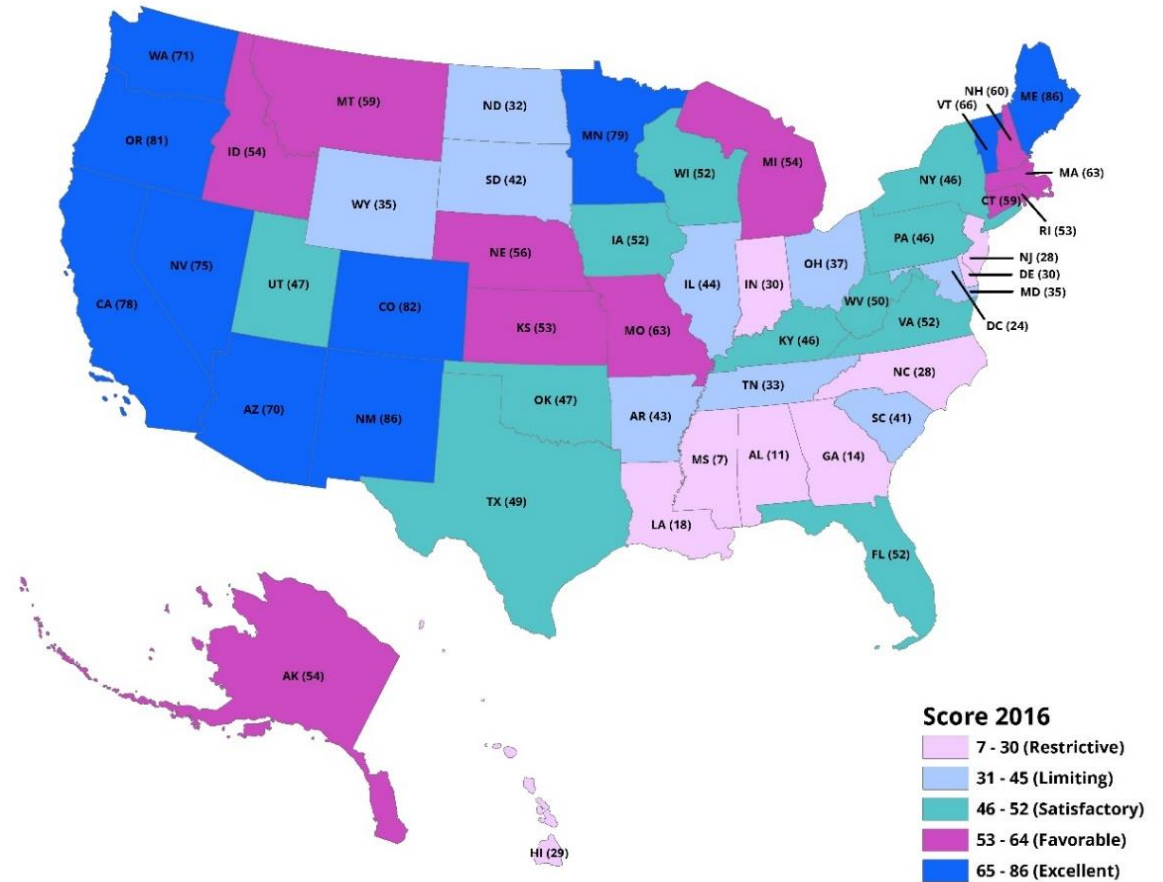 WA (71)
OR (81)
CA (78)
NV (75)
ID (54)
MT (59)
WY (35)
UT (47)
AZ (70)
CO (82)
NM (86)
ND (32)
SD (42)
NE (56)
KS (53)
OK (47)
TX (49)
MN (79)
IA (52)
MO (63)
AR (43)
LA (18)
WI (52)
IL (44)
MI (54)
IN (30)
OH (37)
KY (46)
TN (33)
MS (7)
AL (11)
GA (14)
FL (52)
SC (41)
NC (28)
VA (52)
WV (50)
PA (46)
NY (46)
VT (66)
NH (60)
ME (86)
MA (63)
CT (59)
RI (53)
NJ (28)
DE (30)
MD (35)
DC (24)
AK (54)
HI (29)
Score 2016
7 - 30 (Restrictive)
31 - 45 (Limiting)
46 - 52 (Satisfactory)
53 - 64 (Favorable)
65 - 86 (Excellent)